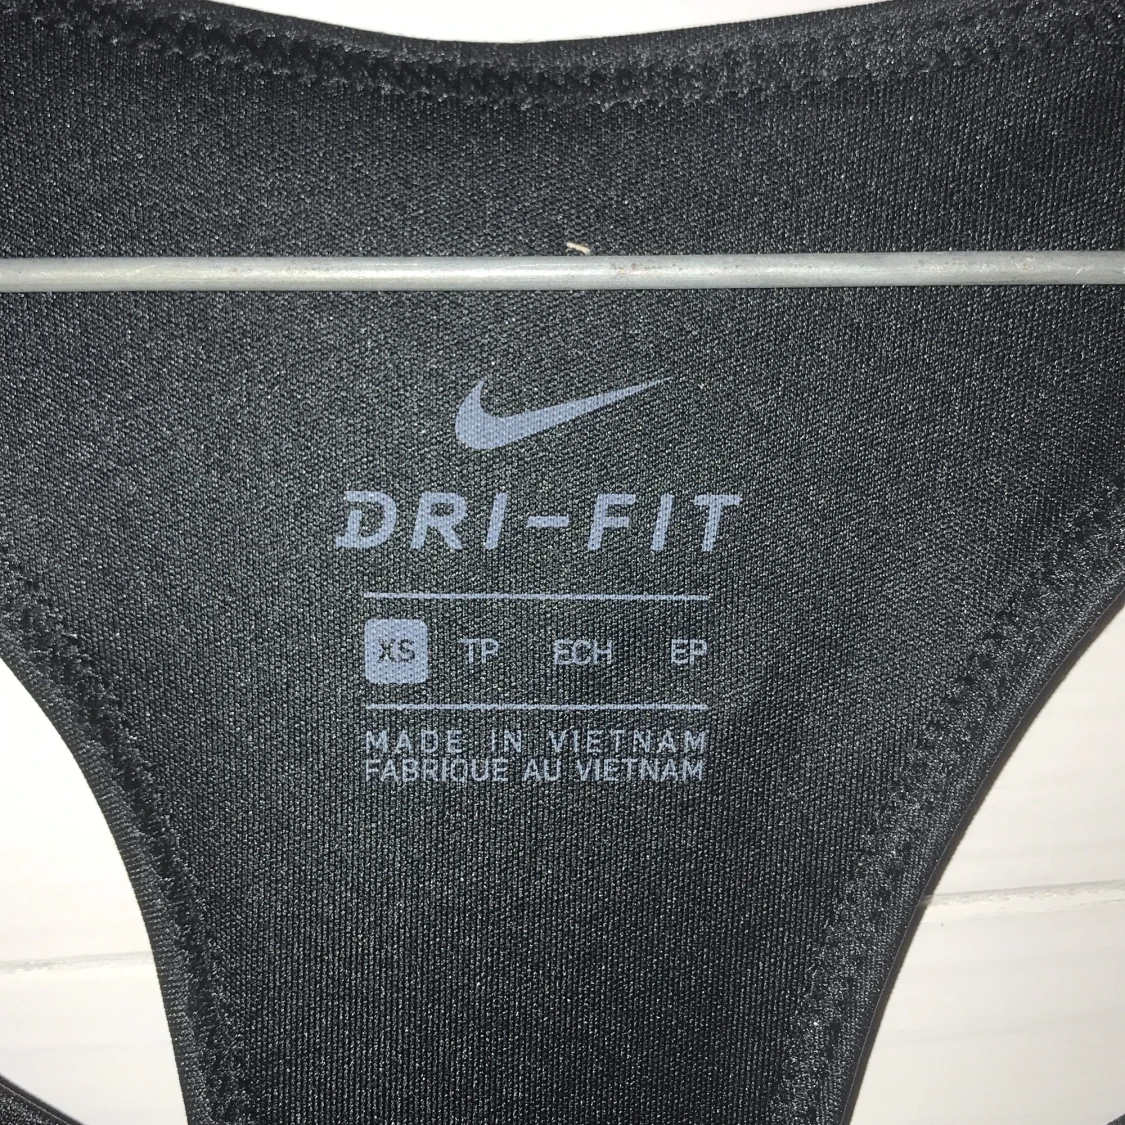 DRI-FIT
XS TP ECH EP
MADE IN VIETNAM
FABRIQUE AU VIETNAM